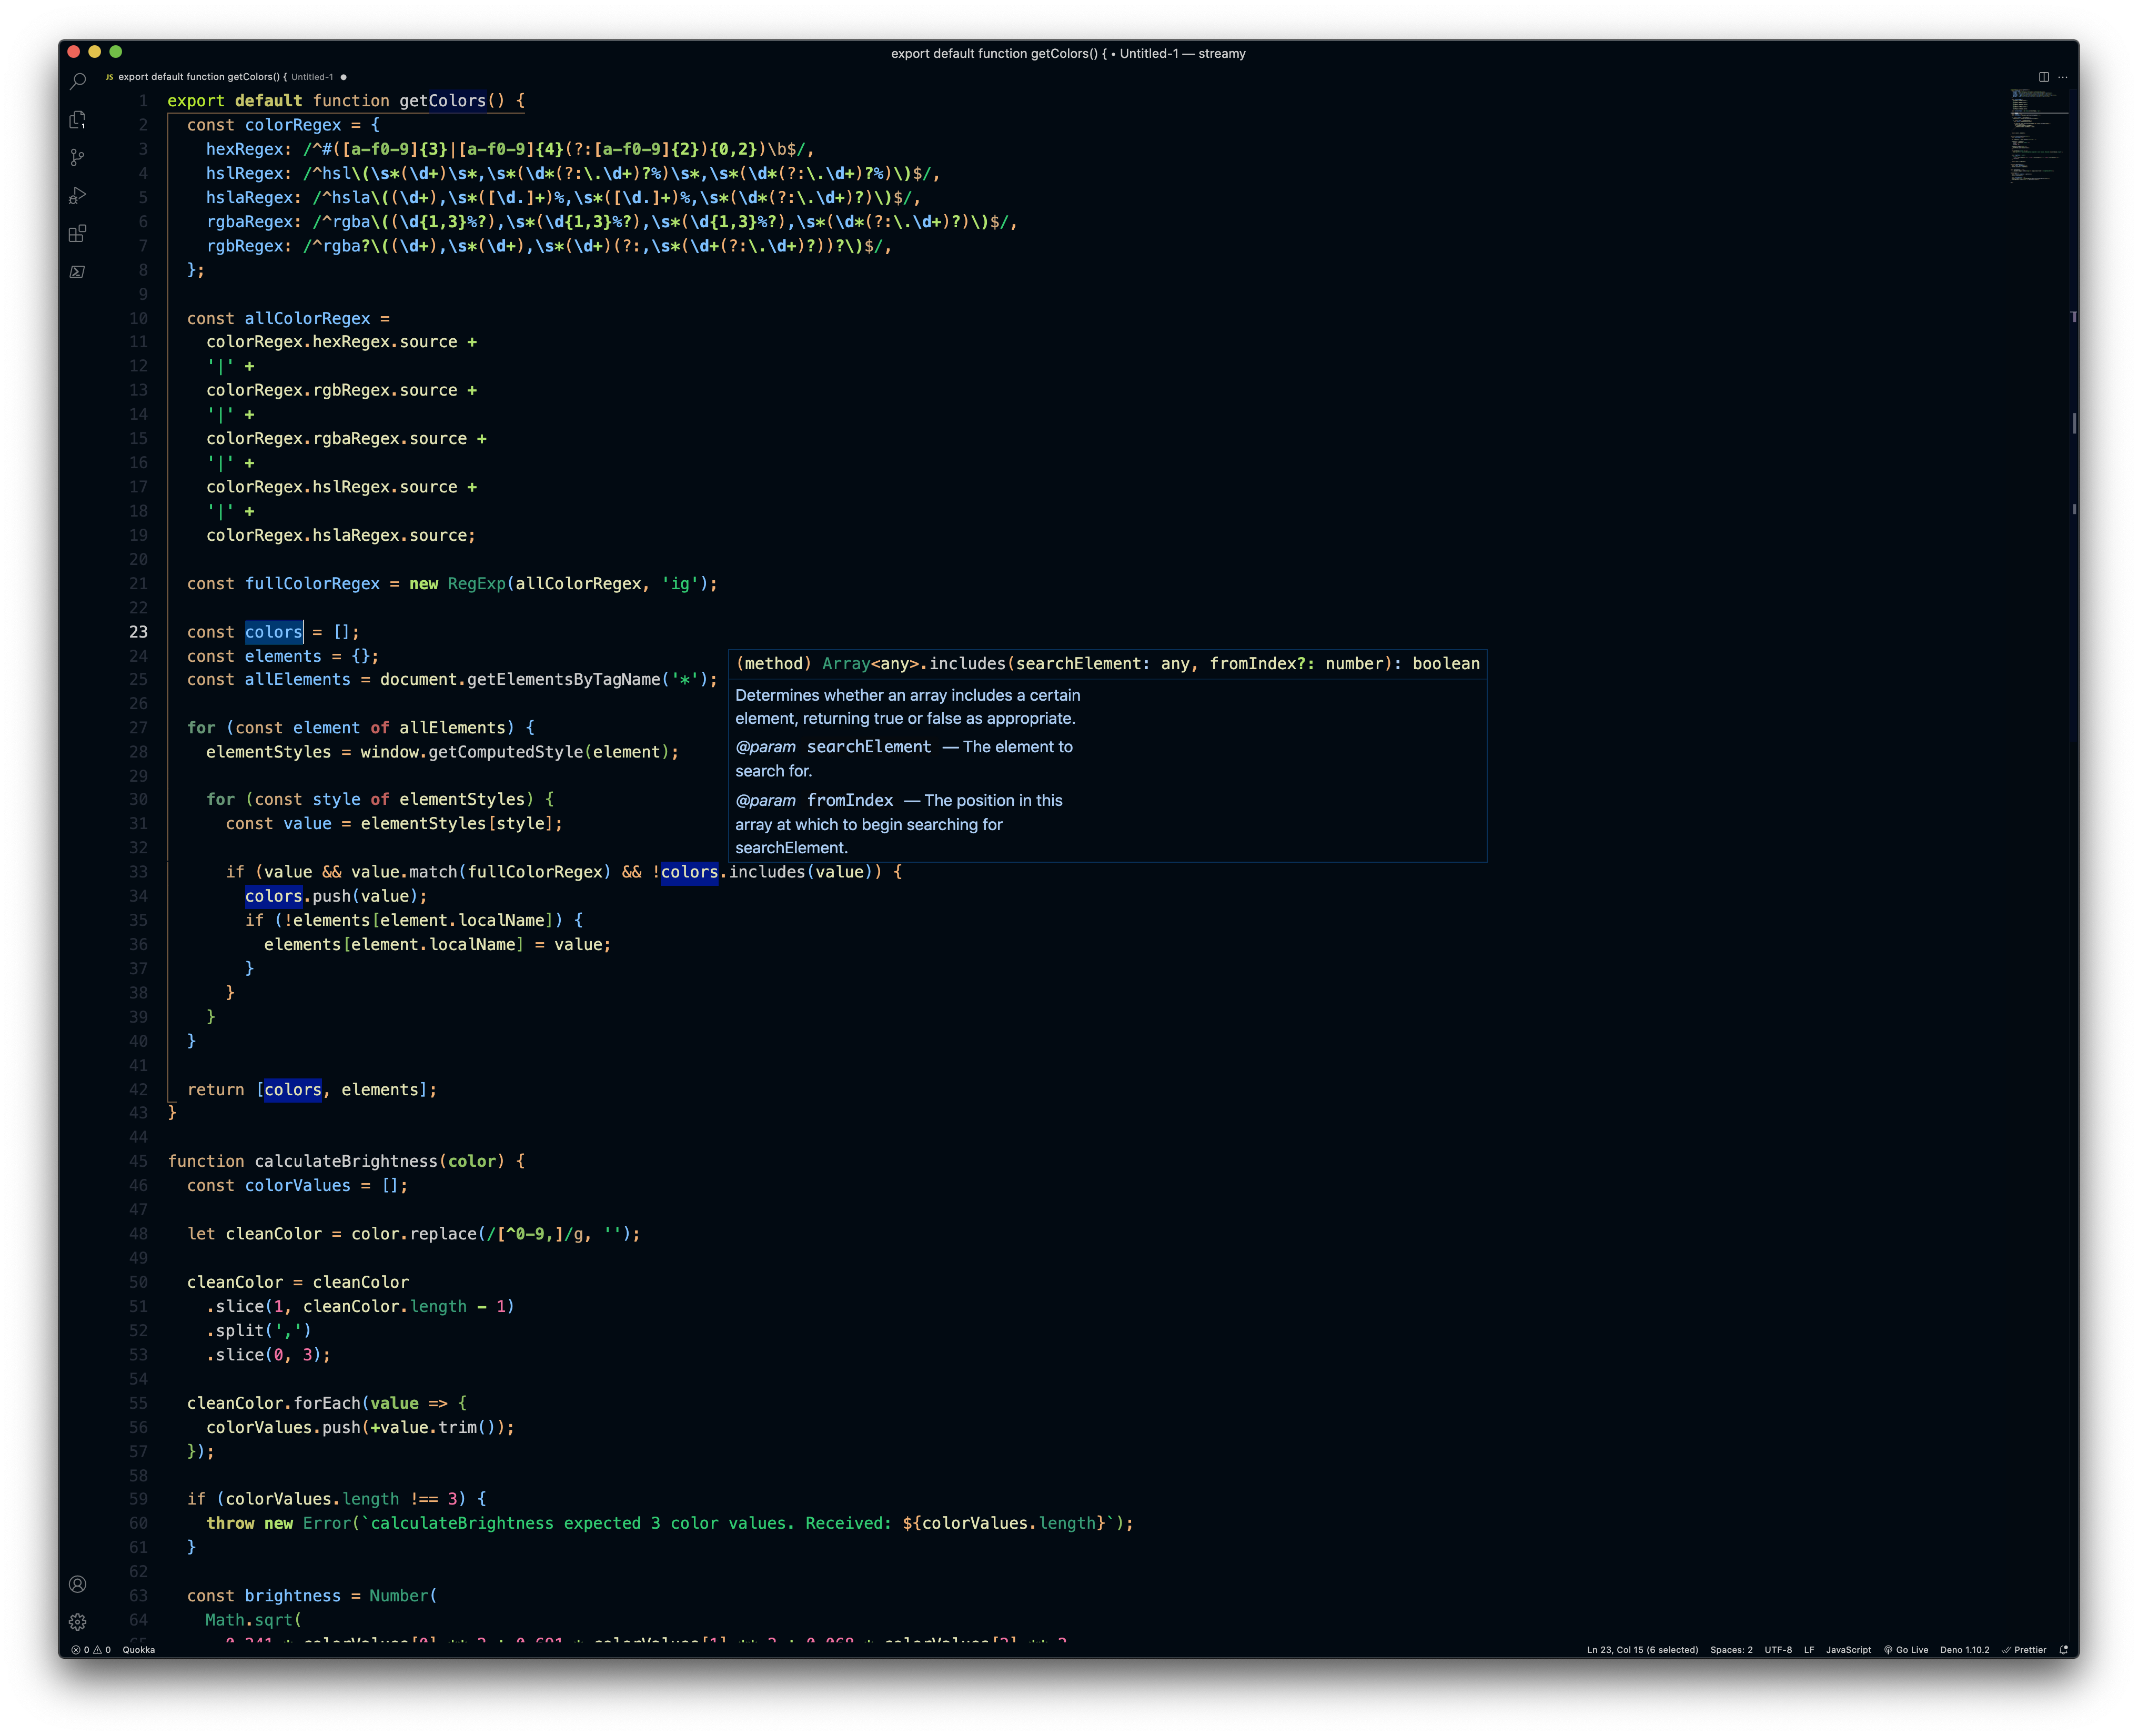 export default function getColors() { • Untitled-1 — streamy
JS export default function getColors() { Untitled-1 ●
1 export default function getColors() {
2 const colorRegex = {
3 hexRegex: /^#([a-f0-9]{3}|[a-f0-9]{4}(?:[a-f0-9]{2}){0,2})\b$/,
4 hslRegex: /^hsl\(\s*(\d+)\s*,\s*(\d*(?:\.\d+)?%)\s*,\s*(\d*(?:\.\d+)?%)\)$/,
5 hslaRegex: /^hsla\((\d+),\s*([\d.]+)%,\s*([\d.]+)%,\s*(\d*(?:\.\d+)?)\)$/,
6 rgbaRegex: /^rgba\((\d{1,3}%?),\s*(\d{1,3}%?),\s*(\d{1,3}%?),\s*(\d*(?:\.\d+)?)\)$/,
7 rgbRegex: /^rgba?\((\d+),\s*(\d+),\s*(\d+)(?:,\s*(\d+(?:\.\d+)?))?\)$/,
8 };
9
10 const allColorRegex =
11 colorRegex.hexRegex.source +
12 '|' +
13 colorRegex.rgbRegex.source +
14 '|' +
15 colorRegex.rgbaRegex.source +
16 '|' +
17 colorRegex.hslRegex.source +
18 '|' +
19 colorRegex.hslaRegex.source;
20
21 const fullColorRegex = new RegExp(allColorRegex, 'ig');
22
23 const colors = [];
24 const elements = {};
25 const allElements = document.getElementsByTagName('*');
(method) Array<any>.includes(searchElement: any, fromIndex?: number): boolean
Determines whether an array includes a certain
element, returning true or false as appropriate.
@param searchElement — The element to
search for.
@param fromIndex — The position in this
array at which to begin searching for
searchElement.
26
27 for (const element of allElements) {
28 elementStyles = window.getComputedStyle(element);
29
30 for (const style of elementStyles) {
31 const value = elementStyles[style];
32
33 if (value && value.match(fullColorRegex) && !colors.includes(value)) {
34 colors.push(value);
35 if (!elements[element.localName]) {
36 elements[element.localName] = value;
37 }
38 }
39 }
40 }
41
42 return [colors, elements];
43 }
44
45 function calculateBrightness(color) {
46 const colorValues = [];
47
48 let cleanColor = color.replace(/[^0-9,]/g, '');
49
50 cleanColor = cleanColor
51 .slice(1, cleanColor.length - 1)
52 .split(',')
53 .slice(0, 3);
54
55 cleanColor.forEach(value => {
56 colorValues.push(+value.trim());
57 });
58
59 if (colorValues.length !== 3) {
60 throw new Error(`calculateBrightness expected 3 color values. Received: ${colorValues.length}`);
61 }
62
63 const brightness = Number(
64 Math.sqrt(
0 0 Quokka
Ln 23, Col 15 (6 selected) Spaces: 2 UTF-8 LF JavaScript Go Live Deno 1.10.2 Prettier